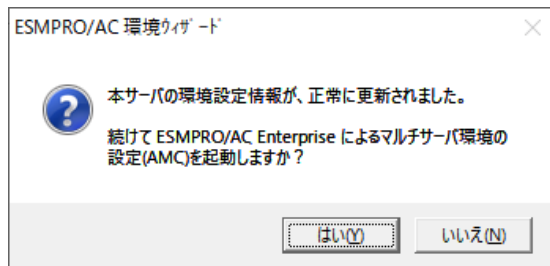 ESMPRO/AC 環境ｳｨｻﾞｰﾄﾞ
本サーバの環境設定情報が、正常に更新されました。
続けて ESMPRO/AC Enterprise によるマルチサーバ環境の
設定(AMC)を起動しますか？
はい(Y)
いいえ(N)